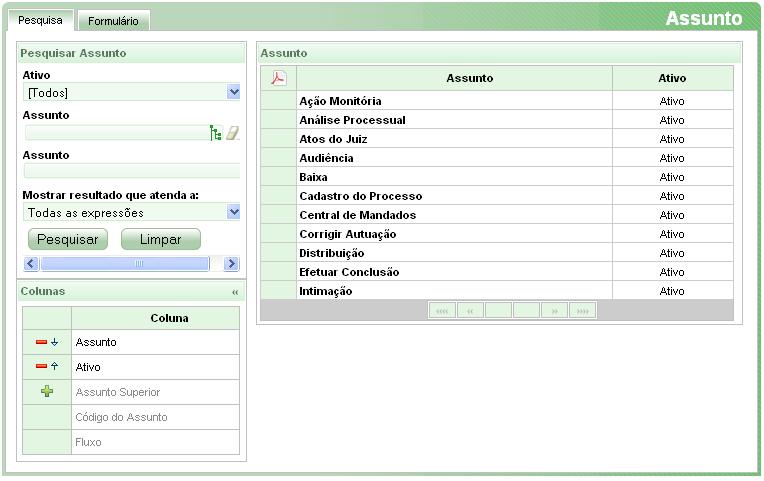 Pesquisa
Formulário
Assunto
Pesquisar Assunto
Ativo
[Todos]
Assunto
Assunto
Mostrar resultado que atenda a:
Todas as expressões
Pesquisar
Limpar
Colunas «
Coluna
Assunto
Ativo
Assunto Superior
Código do Assunto
Fluxo
Assunto
Assunto Ativo
Ação Monitória Ativo
Análise Processual Ativo
Atos do Juiz Ativo
Audiência Ativo
Baixa Ativo
Cadastro do Processo Ativo
Central de Mandados Ativo
Corrigir Autuação Ativo
Distribuição Ativo
Efetuar Conclusão Ativo
Intimação Ativo
«« « » »»